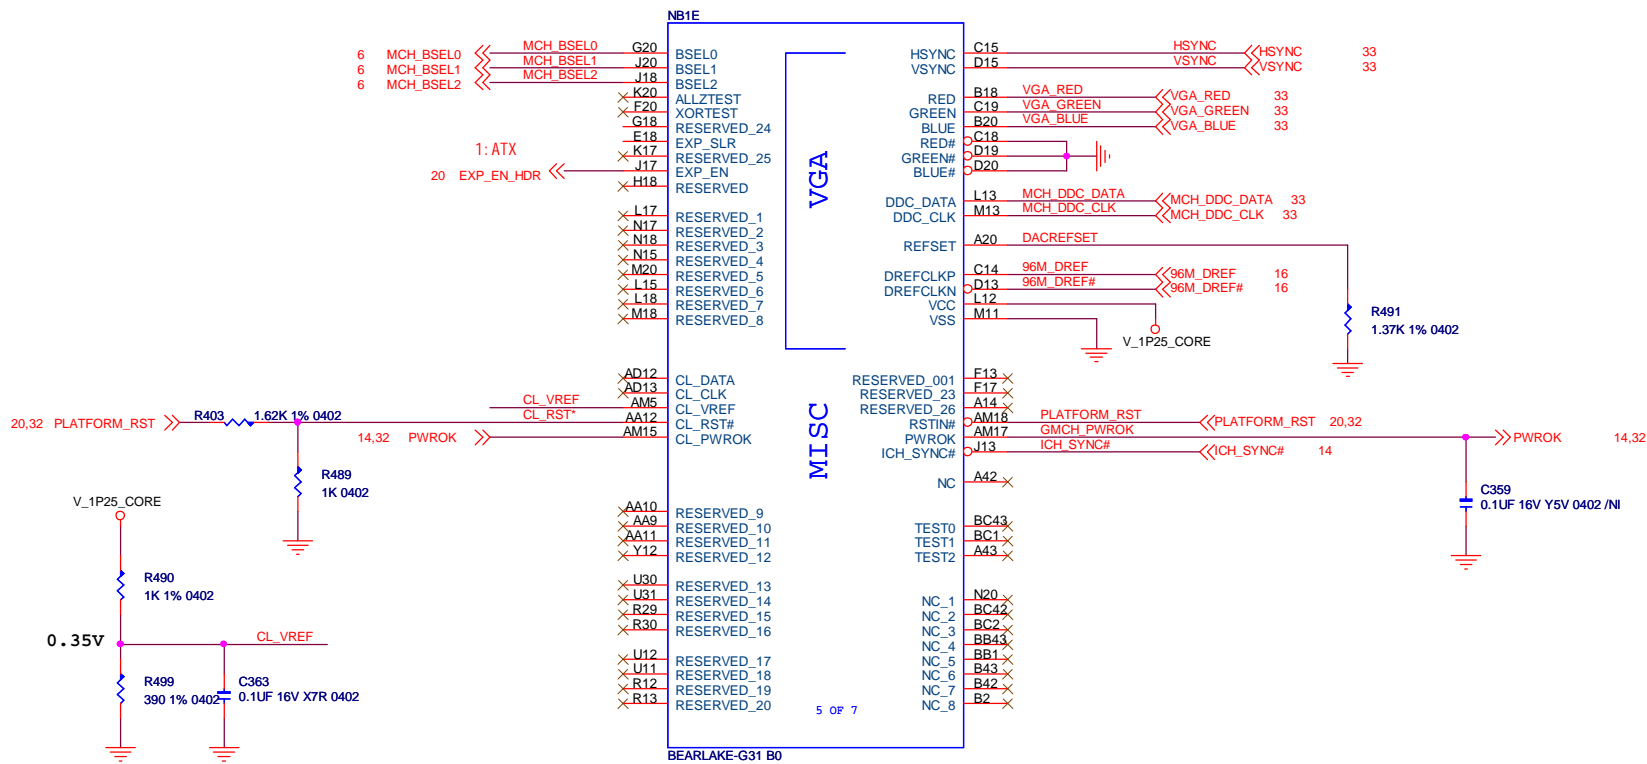 NB1E
6 MCH_BSEL0 MCH_BSEL0 G20 BSEL0
6 MCH_BSEL1 MCH_BSEL1 J20 BSEL1
6 MCH_BSEL2 MCH_BSEL2 J18 BSEL2
K20 ALLZTEST
F20 XORTEST
G18 RESERVED_24
E18 EXP_SLR
1:ATX
K17 RESERVED_25
20 EXP_EN_HDR J17 EXP_EN
H18 RESERVED
L17 RESERVED_1
N17 RESERVED_2
N18 RESERVED_3
N15 RESERVED_4
M20 RESERVED_5
L15 RESERVED_6
L18 RESERVED_7
M18 RESERVED_8
AD12 CL_DATA
AD13 CL_CLK
CL_VREF AM5 CL_VREF
20,32 PLATFORM_RST R403 1.62K 1% 0402 CL_RST* AA12 CL_RST#
14,32 PWROK AM15 CL_PWROK
R489
1K 0402
V_1P25_CORE
AA10 RESERVED_9
AA9 RESERVED_10
AA11 RESERVED_11
Y12 RESERVED_12
R490
1K 1% 0402
U30 RESERVED_13
U31 RESERVED_14
R29 RESERVED_15
R30 RESERVED_16
0.35V CL_VREF
U12 RESERVED_17
U11 RESERVED_18
R12 RESERVED_19
R13 RESERVED_20
R499
390 1% 0402
C363
0.1UF 16V X7R 0402
VGA
MISC
5 OF 7
BEARLAKE-G31 B0
HSYNC C15 HSYNC HSYNC 33
VSYNC D15 VSYNC VSYNC 33
RED B18 VGA_RED VGA_RED 33
GREEN C19 VGA_GREEN VGA_GREEN 33
BLUE B20 VGA_BLUE VGA_BLUE 33
RED# C18
GREEN# D19
BLUE# D20
DDC_DATA L13 MCH_DDC_DATA MCH_DDC_DATA 33
DDC_CLK M13 MCH_DDC_CLK MCH_DDC_CLK 33
REFSET A20 DACREFSET
DREFCLKP C14 96M_DREF 96M_DREF 16
DREFCLKN D13 96M_DREF# 96M_DREF# 16
VCC L12
VSS M11
V_1P25_CORE
R491
1.37K 1% 0402
RESERVED_001 F13
RESERVED_23 F17
RESERVED_26 A14
RSTIN# AM18 PLATFORM_RST PLATFORM_RST 20,32
PWROK AM17 GMCH_PWROK PWROK 14,32
ICH_SYNC# J13 ICH_SYNC# ICH_SYNC# 14
NC A42
C359
0.1UF 16V Y5V 0402 /NI
TEST0 BC43
TEST1 BC1
TEST2 A43
NC_1 N20
NC_2 BC42
NC_3 BC2
NC_4 BB43
NC_5 BB1
NC_6 B43
NC_7 B42
NC_8 B2